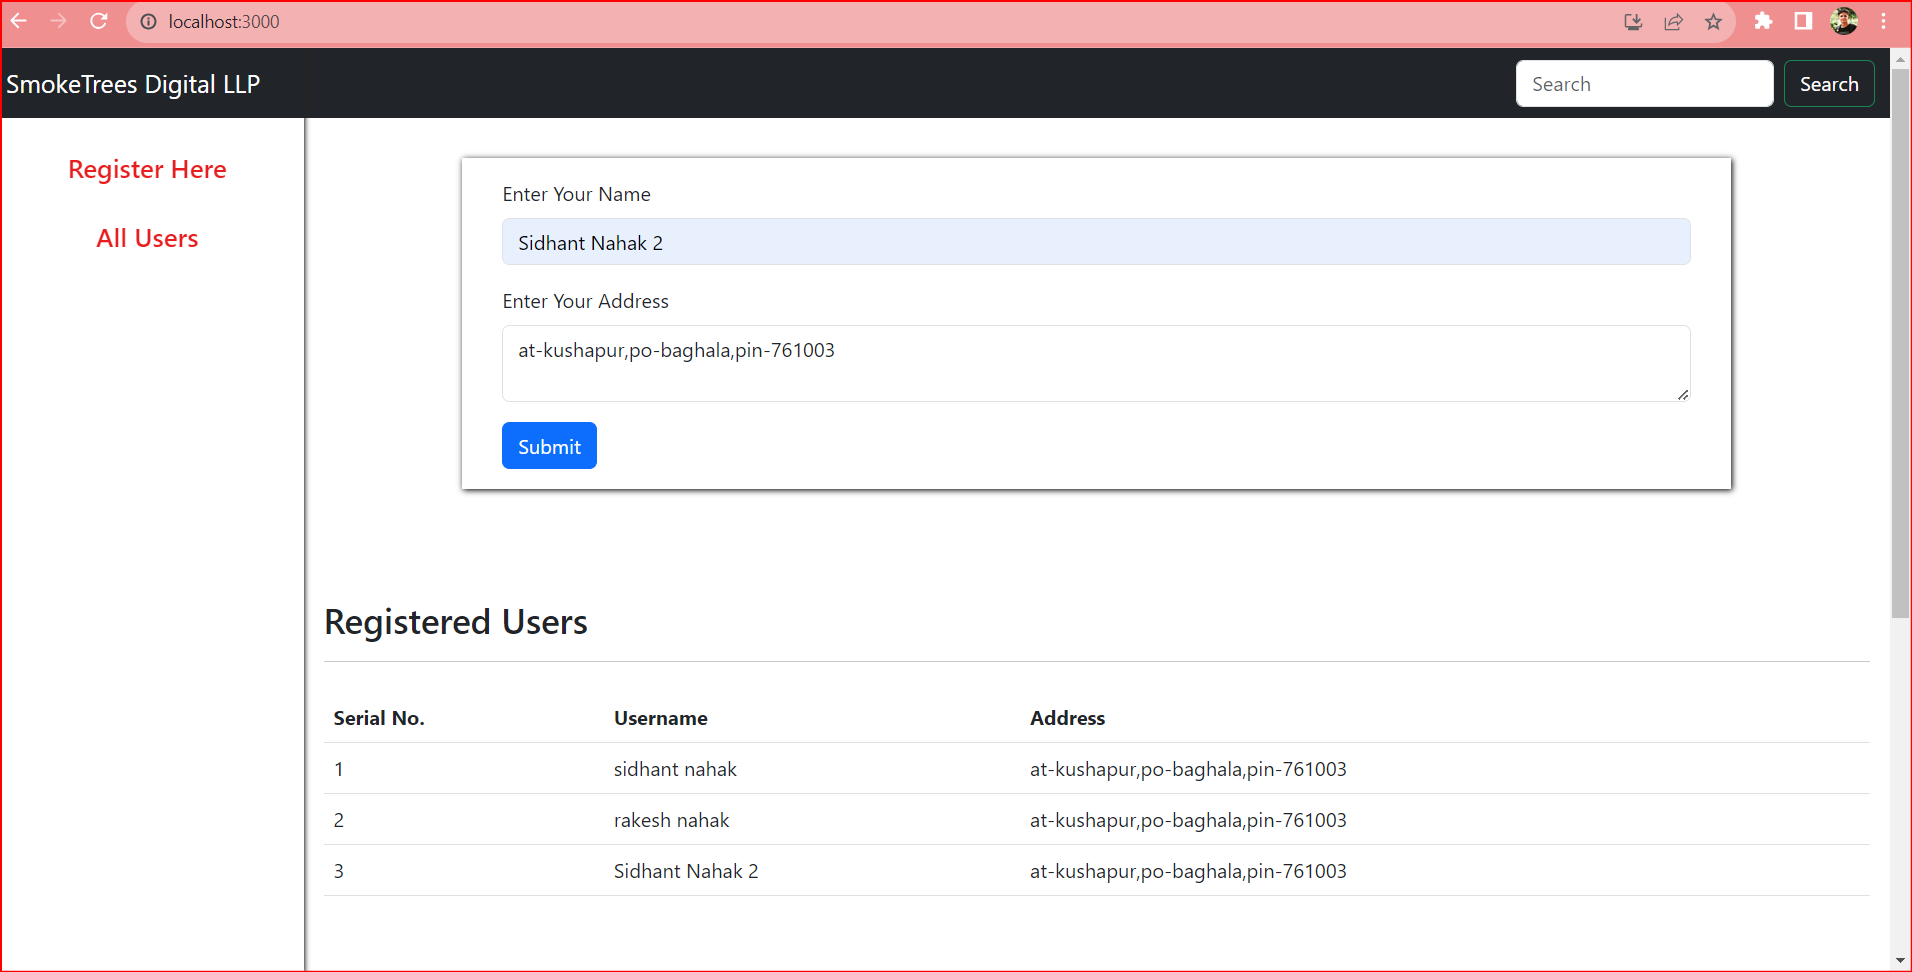 localhost:3000
SmokeTrees Digital LLP
Search
Search
Register Here
All Users
Enter Your Name
Sidhant Nahak 2
Enter Your Address
at-kushapur,po-baghala,pin-761003
Submit
Registered Users
Serial No. Username Address
1 sidhant nahak at-kushapur,po-baghala,pin-761003
2 rakesh nahak at-kushapur,po-baghala,pin-761003
3 Sidhant Nahak 2 at-kushapur,po-baghala,pin-761003